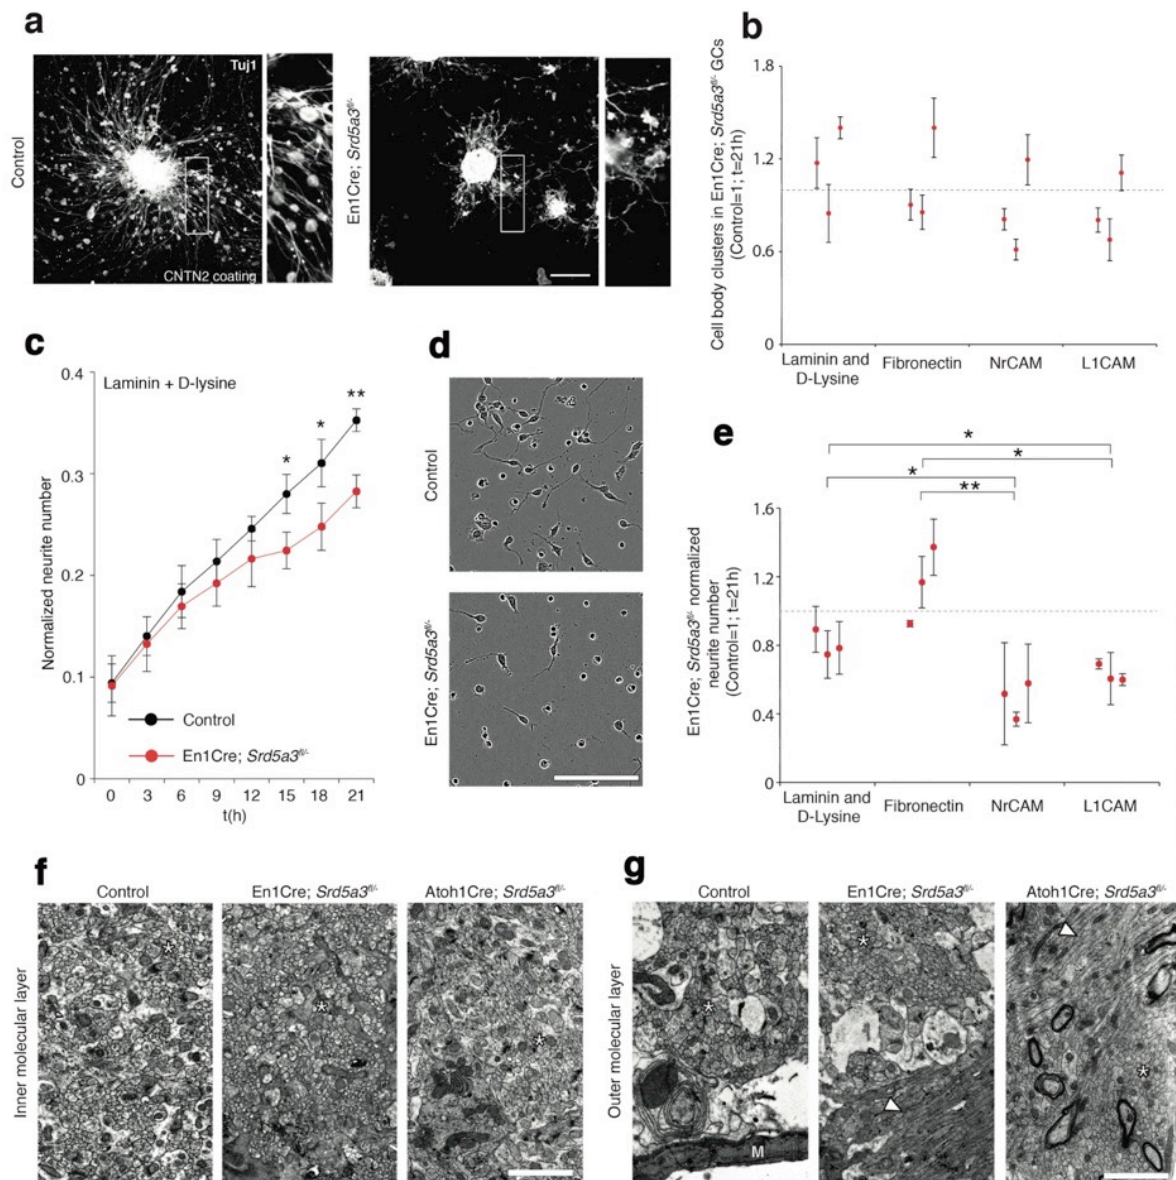 a
Control
Tuj1
CNTN2 coating
En1Cre; Srd5a3fl/-
b
Cell body clusters in En1Cre; Srd5a3fl/- GCs
(Control=1; t=21h)
1.8
1.2
0.6
0
Laminin and
D-Lysine
Fibronectin
NrCAM
L1CAM
c
Laminin + D-lysine
Normalized neurite number
0.4
0.3
0.2
0.1
0
*
*
**
Control
En1Cre; Srd5a3fl/-
0 3 6 9 12 15 18 21
t(h)
d
Control
En1Cre; Srd5a3fl/-
e
En1Cre; Srd5a3fl/- normalized
neurite number
(Control=1; t=21h)
1.6
1.2
0.8
0.4
0
*
*
*
**
Laminin and
D-Lysine
Fibronectin
NrCAM
L1CAM
f
Control
En1Cre; Srd5a3fl/-
Atoh1Cre; Srd5a3fl/-
Inner molecular layer
*
*
*
g
Control
En1Cre; Srd5a3fl/-
Atoh1Cre; Srd5a3fl/-
Outer molecular layer
*
*
*
M